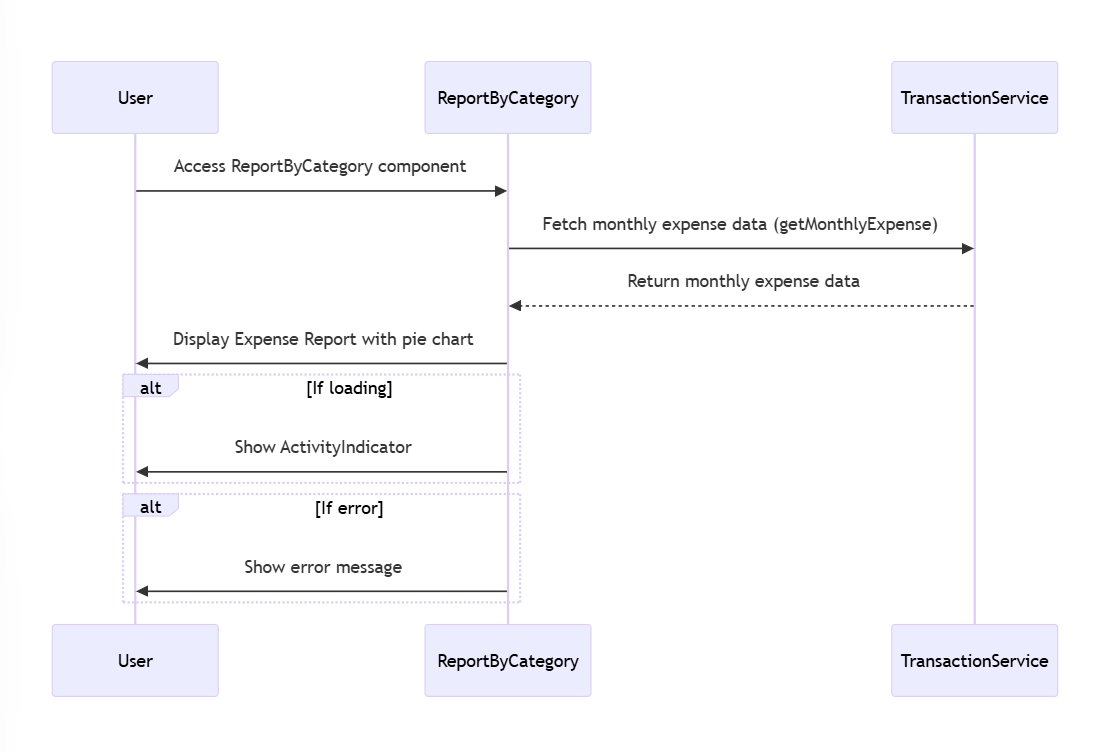 User
ReportByCategory
TransactionService
Access ReportByCategory component
Fetch monthly expense data (getMonthlyExpense)
Return monthly expense data
Display Expense Report with pie chart
alt
[If loading]
Show ActivityIndicator
alt
[If error]
Show error message
User
ReportByCategory
TransactionService